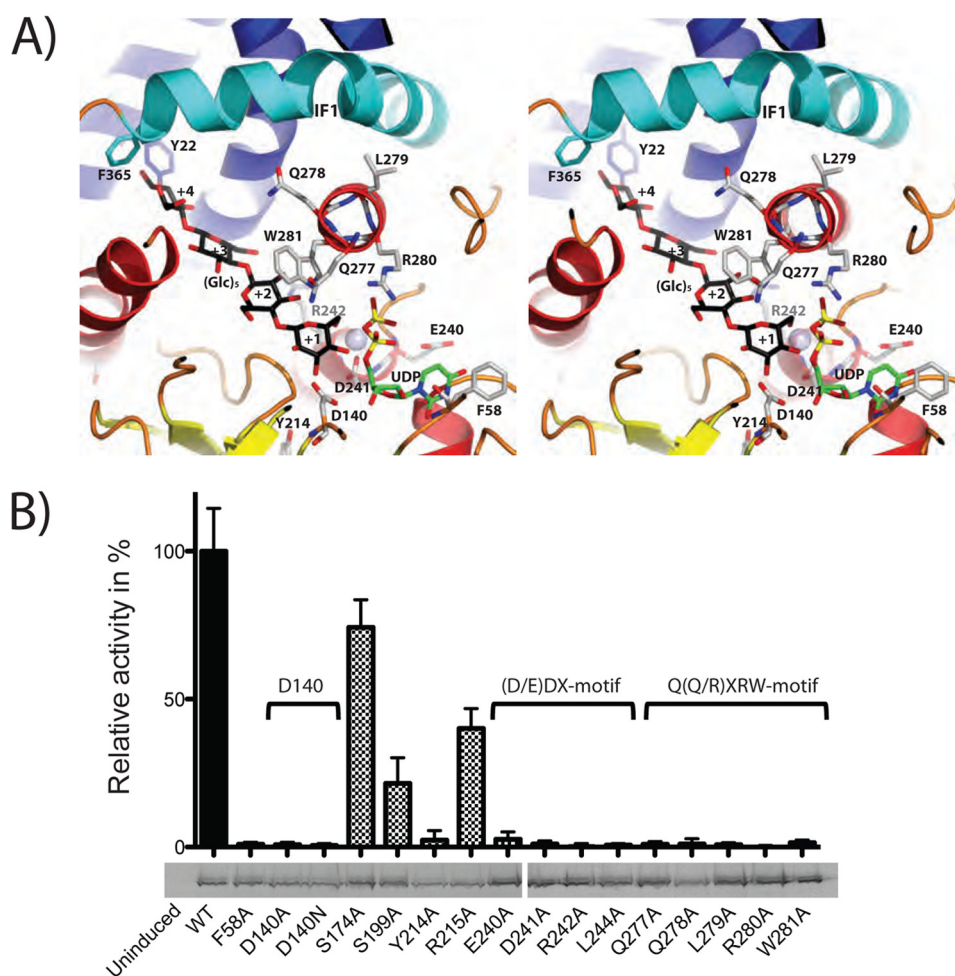 A)
IF1
Y22
F365
Q278
L279
+4
W281
+3
R280
(Glc)5
Q277
+2
R242
E240
+1
UDP
D241
F58
D140
Y214
IF1
Y22
F365
Q278
L279
+4
W281
+3
R280
(Glc)5
Q277
+2
R242
E240
+1
UDP
D241
F58
D140
Y214
B)
Relative activity in %
100
50
0
D140
(D/E)DX-motif
Q(Q/R)XRW-motif
Uninduced
WT
F58A
D140A
D140N
S174A
S199A
Y214A
R215A
E240A
D241A
R242A
L244A
Q277A
Q278A
L279A
R280A
W281A